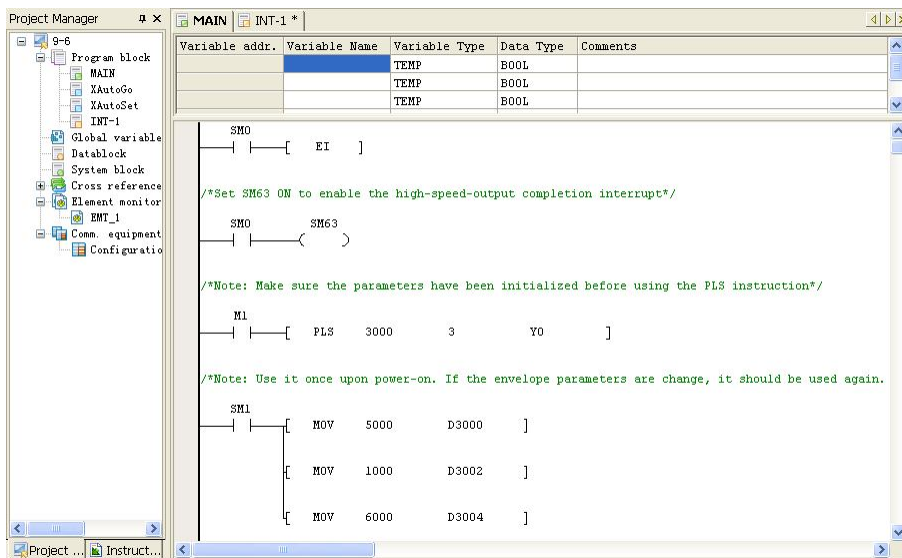 Project Manager
9-6
Program block
MAIN
XAutoGo
XAutoSet
INT-1
Global variable
Datablock
System block
Cross reference
Element monitor
EMT_1
Comm. equipment
Configuratio
Project ... Instruct...
MAIN INT-1 *
Variable addr. Variable Name Variable Type Data Type Comments
TEMP BOOL
TEMP BOOL
TEMP BOOL
SM0
[ EI ]
/*Set SM63 ON to enable the high-speed-output completion interrupt*/
SM0 SM63
/*Note: Make sure the parameters have been initialized before using the PLS instruction*/
M1
[ PLS 3000 3 Y0 ]
/*Note: Use it once upon power-on. If the envelope parameters are change, it should be used again.
SM1
[ MOV 5000 D3000 ]
[ MOV 1000 D3002 ]
[ MOV 6000 D3004 ]